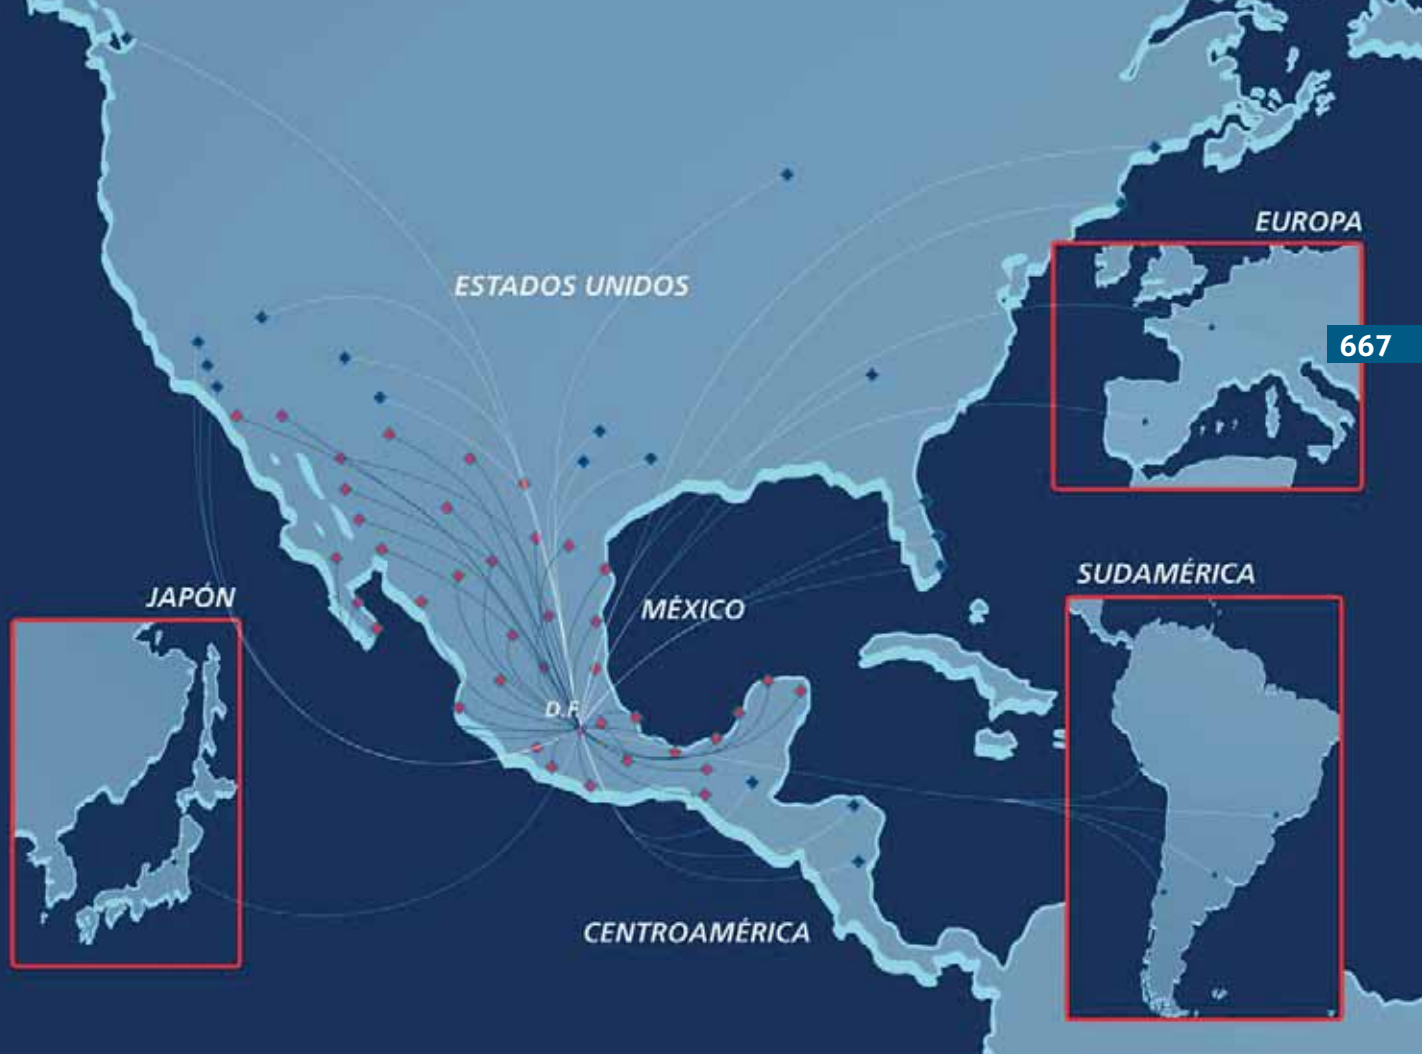 EUROPA
ESTADOS UNIDOS
667
SUDAMÉRICA
JAPÓN
MÉXICO
D.F.
CENTROAMÉRICA